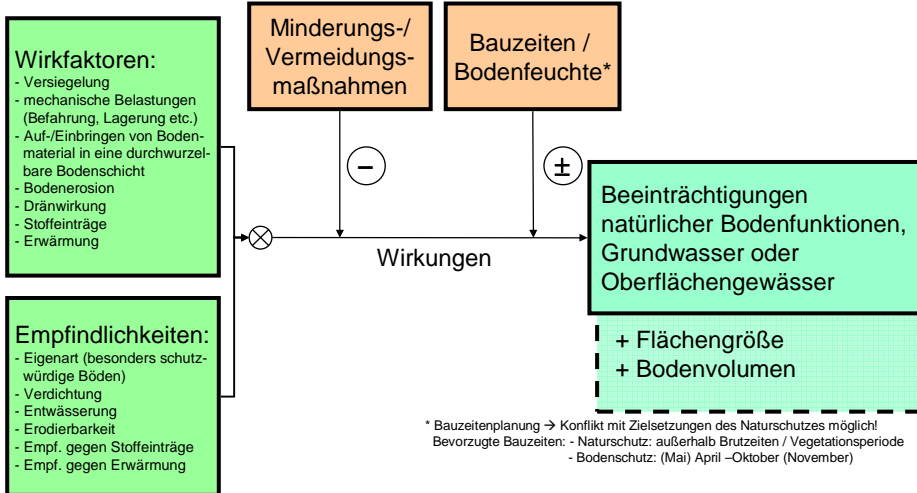 Wirkfaktoren:
- Versiegelung
- mechanische Belastungen
(Befahrung, Lagerung etc.)
- Auf-/Einbringen von Boden-
material in eine durchwurzel-
bare Bodenschicht
- Bodenerosion
- Dränwirkung
- Stoffeinträge
- Erwärmung
Minderungs-/
Vermeidungs-
maßnahmen
Bauzeiten /
Bodenfeuchte*
–
±
Wirkungen
Beeinträchtigungen
natürlicher Bodenfunktionen,
Grundwasser oder
Oberflächengewässer
+ Flächengröße
+ Bodenvolumen
Empfindlichkeiten:
- Eigenart (besonders schutz-
würdige Böden)
- Verdichtung
- Entwässerung
- Erodierbarkeit
- Empf. gegen Stoffeinträge
- Empf. gegen Erwärmung
* Bauzeitenplanung → Konflikt mit Zielsetzungen des Naturschutzes möglich!
Bevorzugte Bauzeiten: - Naturschutz: außerhalb Brutzeiten / Vegetationsperiode
- Bodenschutz: (Mai) April –Oktober (November)